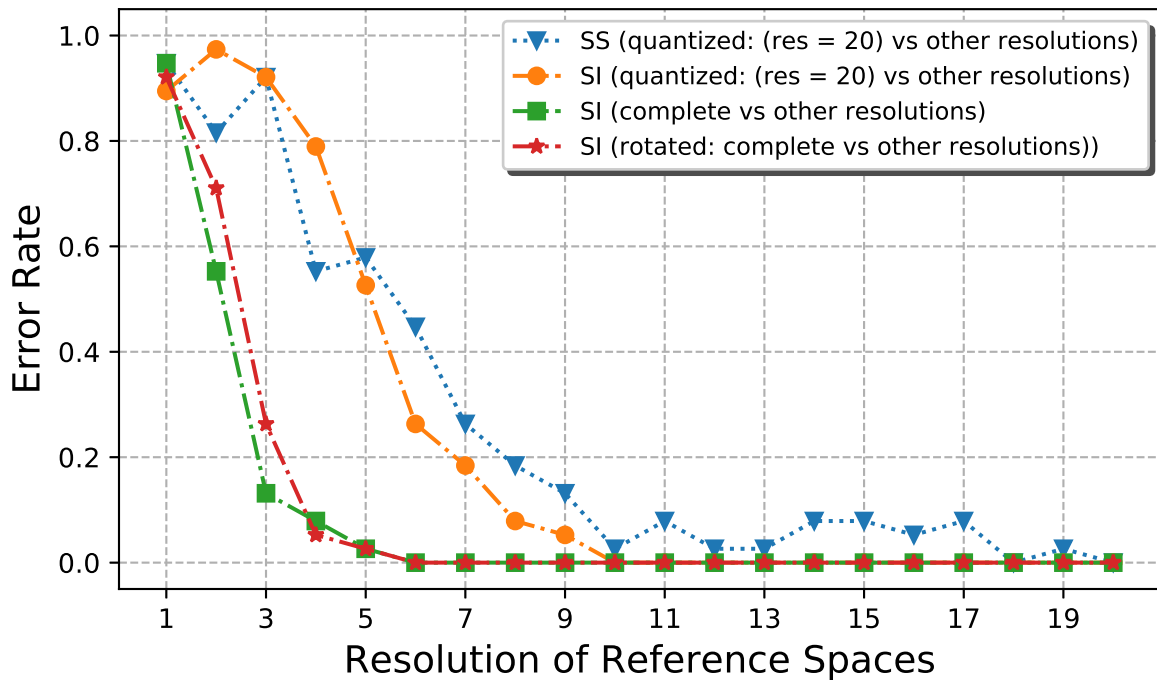 SS (quantized: (res = 20) vs other resolutions)
SI (quantized: (res = 20) vs other resolutions)
SI (complete vs other resolutions)
SI (rotated: complete vs other resolutions))
Error Rate
1.0
0.8
0.6
0.4
0.2
0.0
1 3 5 7 9 11 13 15 17 19
Resolution of Reference Spaces